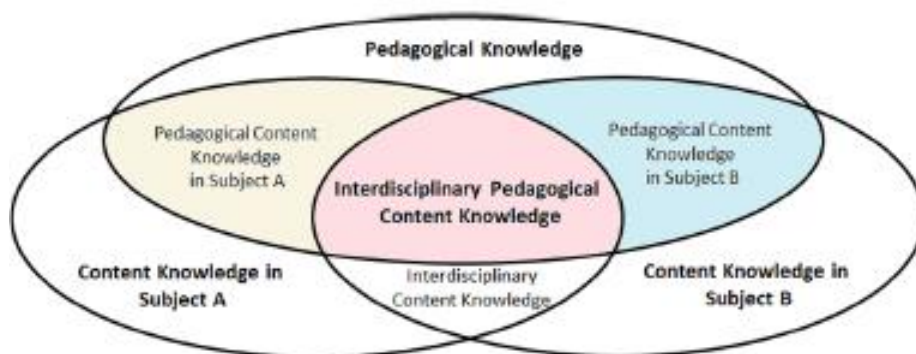 Pedagogical Knowledge
Pedagogical Content
Knowledge
in Subject A
Pedagogical Content
Knowledge
in Subject B
Interdisciplinary Pedagogical
Content Knowledge
Content Knowledge in
Subject A
Interdisciplinary
Content Knowledge
Content Knowledge in
Subject B